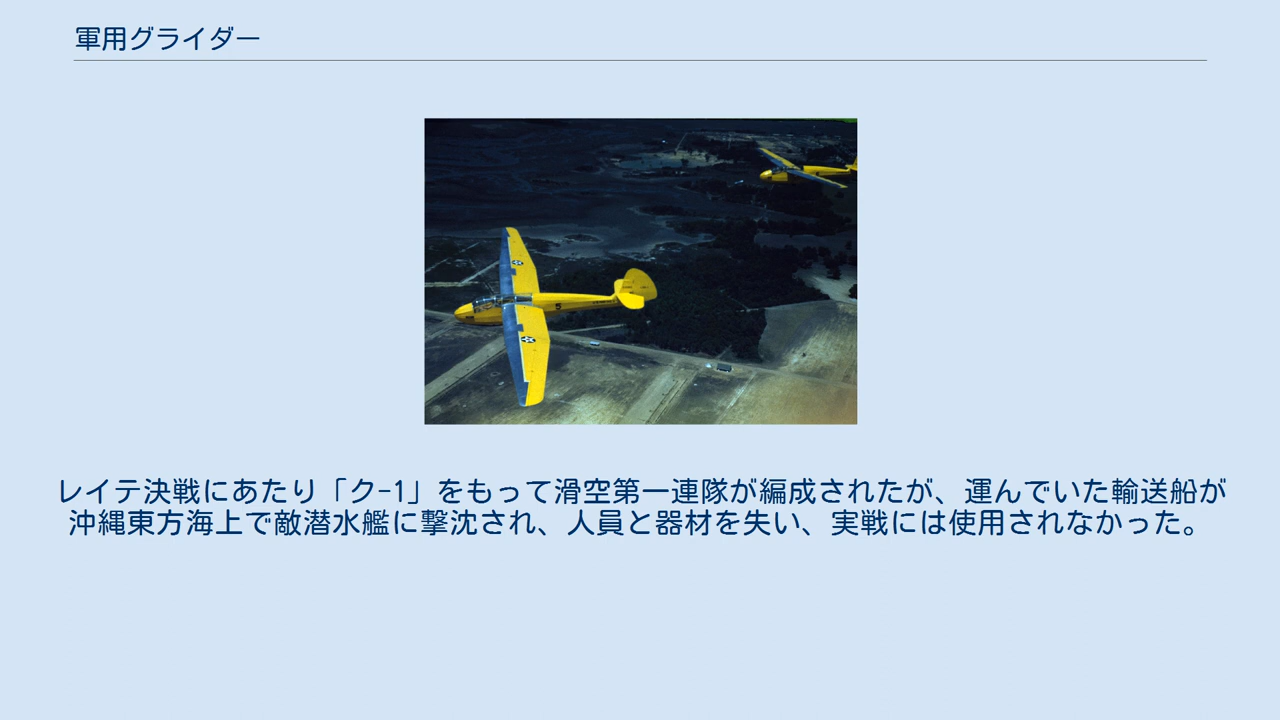 軍用グライダー
レイテ決戦にあたり「ク-1」をもって滑空第一連隊が編成されたが、運んでいた輸送船が
沖縄東方海上で敵潜水艦に撃沈され、人員と器材を失い、実戦には使用されなかった。
5